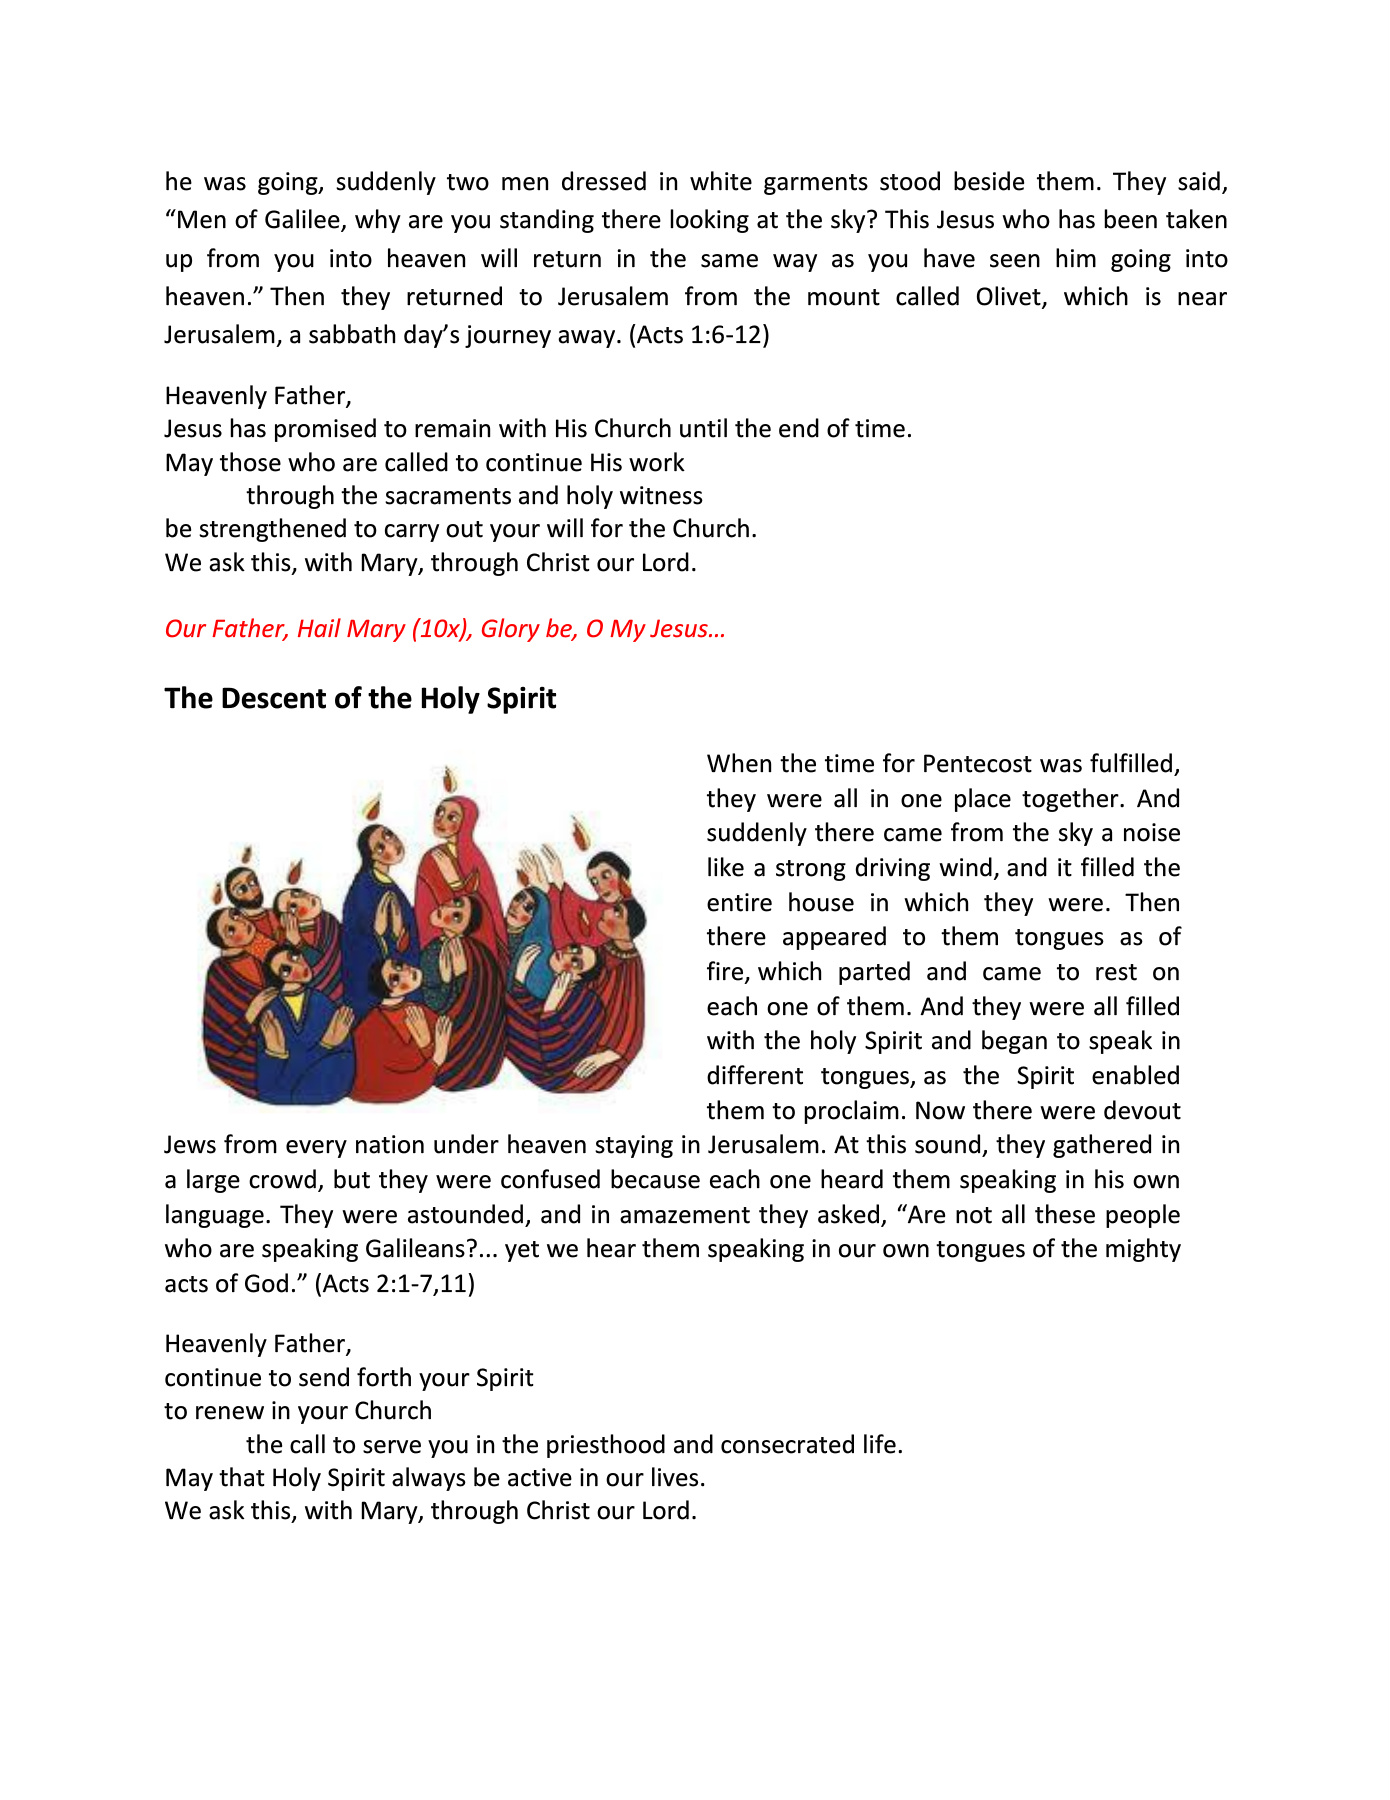 he was going, suddenly two men dressed in white garments stood beside them. They said,
“Men of Galilee, why are you standing there looking at the sky? This Jesus who has been taken
up from you into heaven will return in the same way as you have seen him going into
heaven.” Then they returned to Jerusalem from the mount called Olivet, which is near
Jerusalem, a sabbath day’s journey away. (Acts 1:6-12)
Heavenly Father,
Jesus has promised to remain with His Church until the end of time.
May those who are called to continue His work
through the sacraments and holy witness
be strengthened to carry out your will for the Church.
We ask this, with Mary, through Christ our Lord.
Our Father, Hail Mary (10x), Glory be, O My Jesus...
The Descent of the Holy Spirit
When the time for Pentecost was fulfilled,
they were all in one place together. And
suddenly there came from the sky a noise
like a strong driving wind, and it filled the
entire house in which they were. Then
there appeared to them tongues as of
fire, which parted and came to rest on
each one of them. And they were all filled
with the holy Spirit and began to speak in
different tongues, as the Spirit enabled
them to proclaim. Now there were devout
Jews from every nation under heaven staying in Jerusalem. At this sound, they gathered in
a large crowd, but they were confused because each one heard them speaking in his own
language. They were astounded, and in amazement they asked, “Are not all these people
who are speaking Galileans?... yet we hear them speaking in our own tongues of the mighty
acts of God.” (Acts 2:1-7,11)
Heavenly Father,
continue to send forth your Spirit
to renew in your Church
the call to serve you in the priesthood and consecrated life.
May that Holy Spirit always be active in our lives.
We ask this, with Mary, through Christ our Lord.